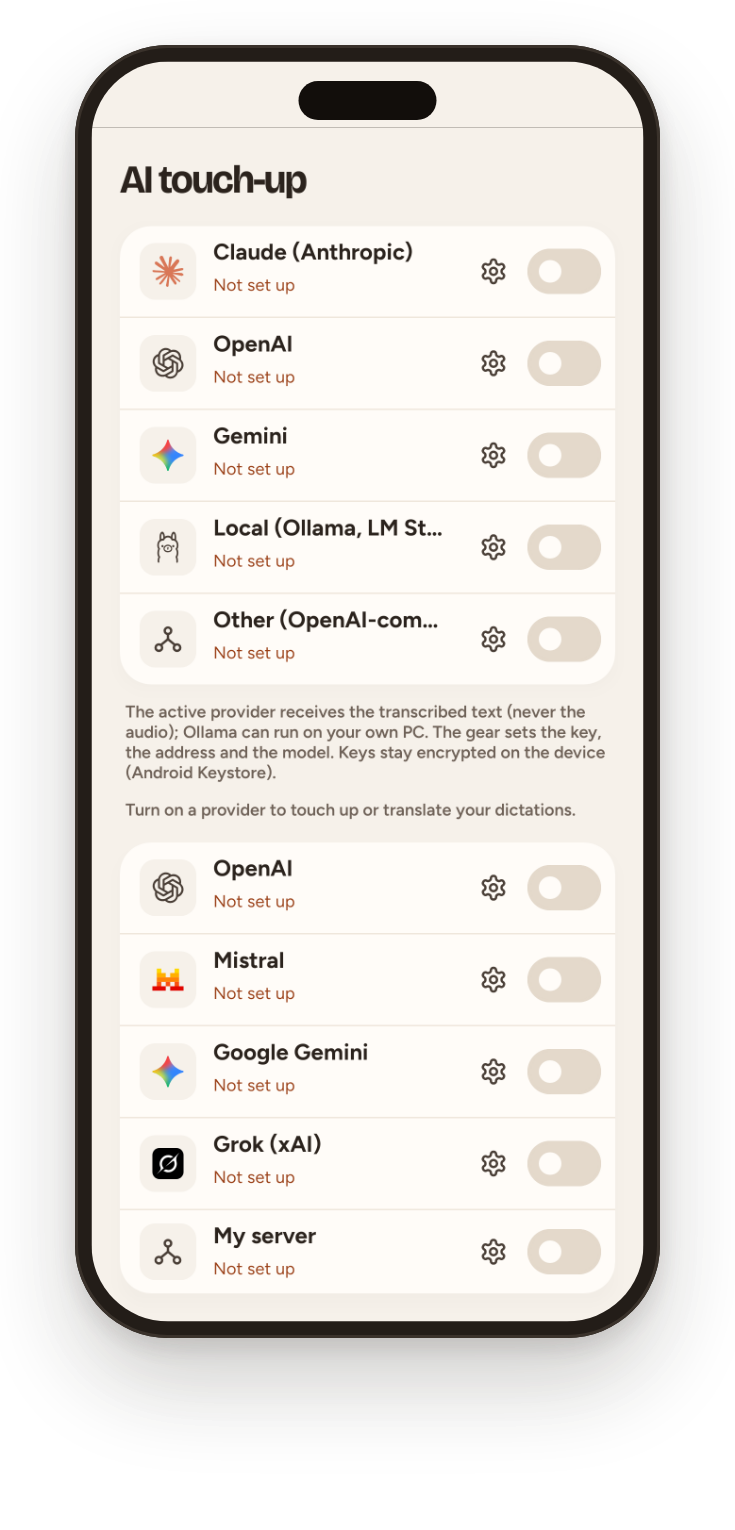 AI touch-up
Claude (Anthropic)
Not set up
OpenAI
Not set up
Gemini
Not set up
Local (Ollama, LM St...
Not set up
Other (OpenAI-com...
Not set up
The active provider receives the transcribed text (never the
audio); Ollama can run on your own PC. The gear sets the key,
the address and the model. Keys stay encrypted on the device
(Android Keystore).
Turn on a provider to touch up or translate your dictations.
OpenAI
Not set up
Mistral
Not set up
Google Gemini
Not set up
Grok (xAI)
Not set up
My server
Not set up